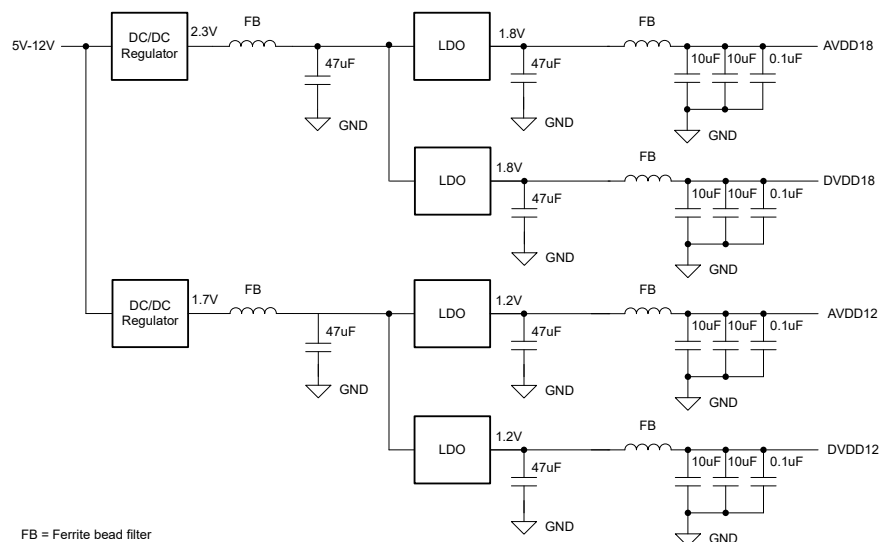 FB
5V-12V
DC/DC
Regulator
2.3V
47uF
GND
LDO
1.8V
47uF
GND
FB
10uF
10uF
0.1uF
GND
AVDD18
LDO
1.8V
47uF
GND
FB
10uF
10uF
0.1uF
GND
DVDD18
DC/DC
Regulator
1.7V
FB
47uF
GND
LDO
1.2V
47uF
GND
FB
10uF
10uF
0.1uF
GND
AVDD12
LDO
1.2V
47uF
GND
FB
10uF
10uF
0.1uF
GND
DVDD12
FB = Ferrite bead filter